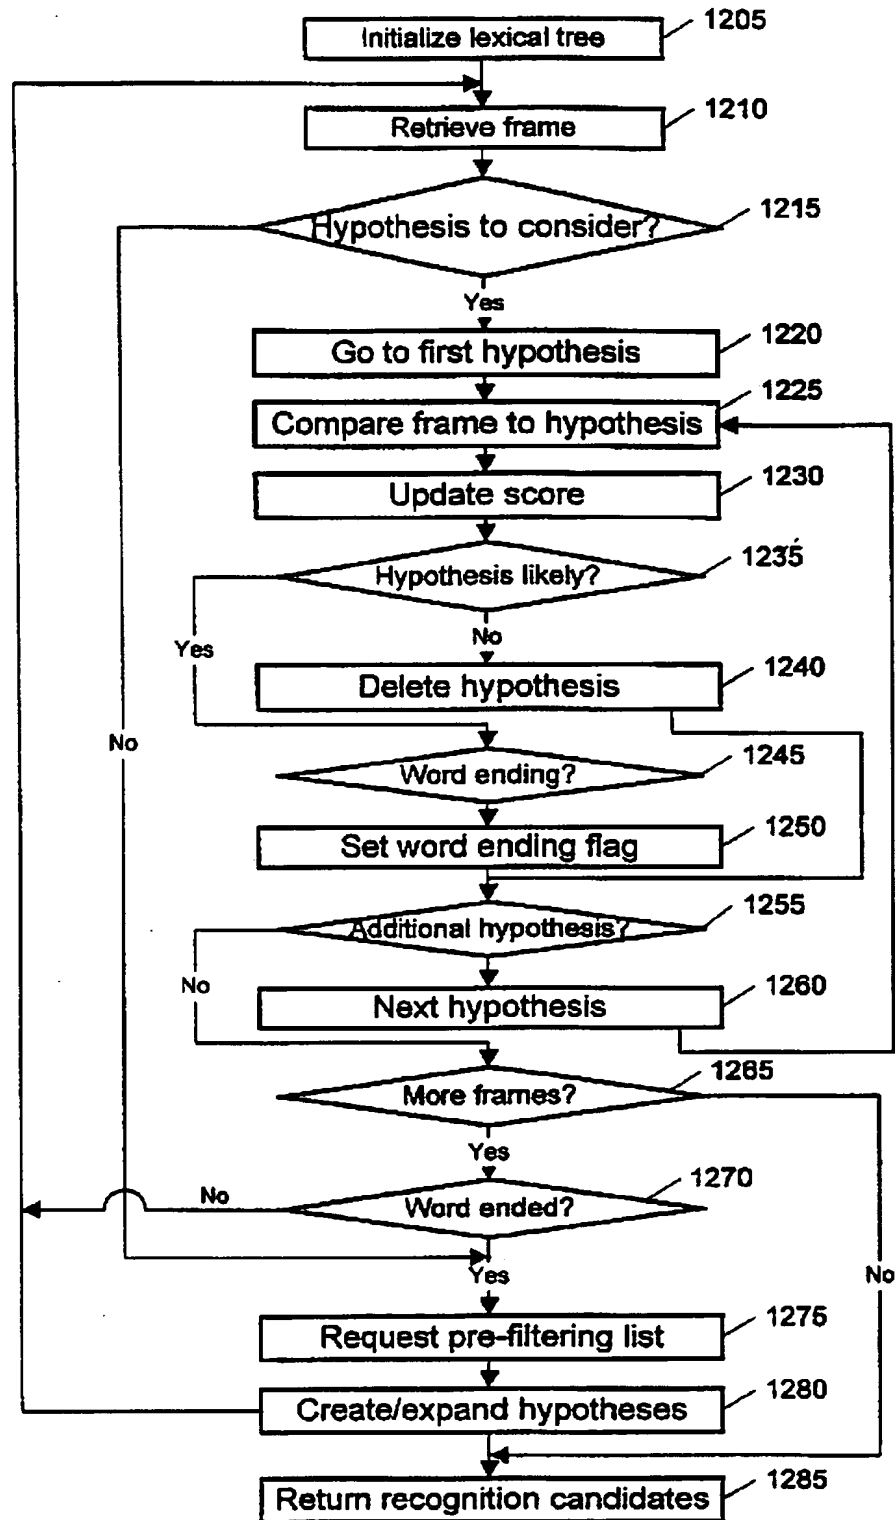 Initialize lexical tree 1205
Retrieve frame 1210
Hypothesis to consider? 1215
Yes
Go to first hypothesis 1220
Compare frame to hypothesis 1225
Update score 1230
Hypothesis likely? 1235
Yes
No
Delete hypothesis 1240
No
Word ending? 1245
Set word ending flag 1250
Additional hypothesis? 1255
No
Next hypothesis 1260
More frames? 1265
Yes
No
Word ended? 1270
No
Yes
Request pre-filtering list 1275
Create/expand hypotheses 1280
Return recognition candidates 1285